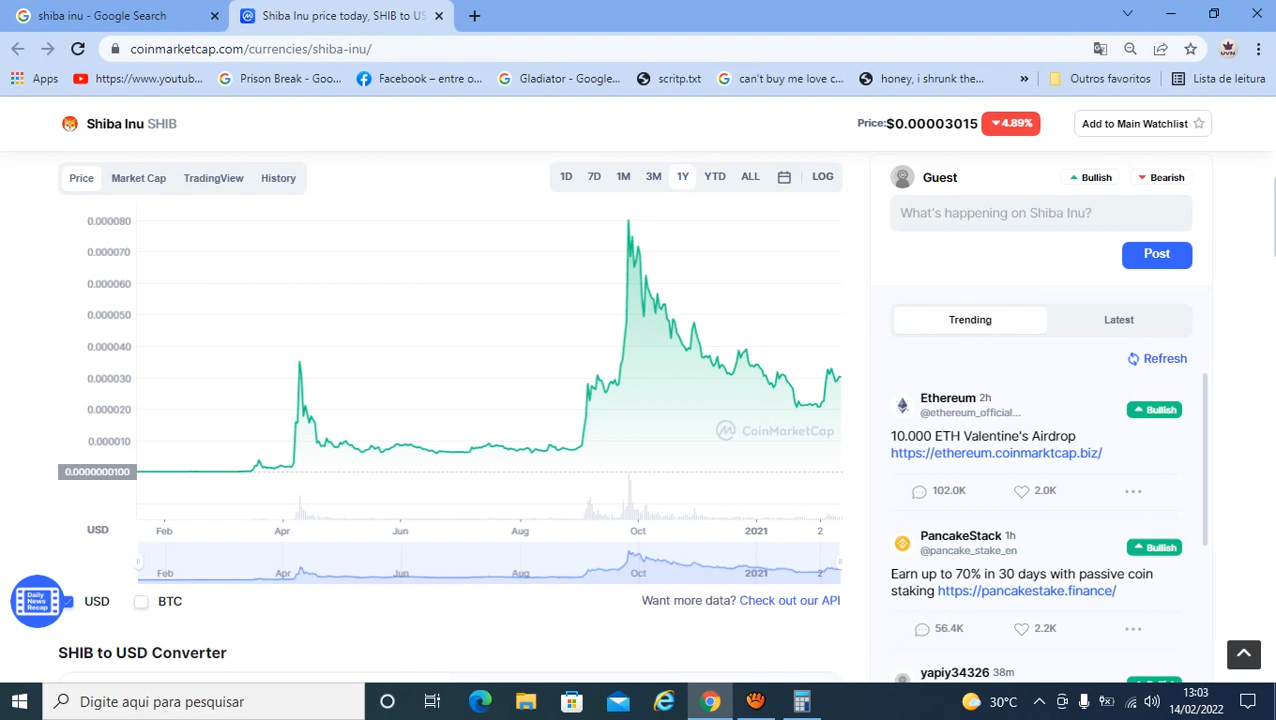 shiba inu - Google Search
Shiba Inu price today, SHIB to US
coinmarketcap.com/currencies/shiba-inu/
Apps
https://www.youtub...
Prison Break - Goo...
Facebook – entre o...
Gladiator - Google...
scritp.txt
can't buy me love c...
honey, i shrunk the...
»
Outros favoritos
Lista de leitura
Shiba Inu SHIB
Price:$0.00003015
4.89%
Add to Main Watchlist
Price
Market Cap
TradingView
History
1D
7D
1M
3M
1Y
YTD
ALL
LOG
0.000080
0.000070
0.000060
0.000050
0.000040
0.000030
0.000020
0.000010
0.0000000100
CoinMarketCap
USD
Feb
Apr
Jun
Aug
Oct
2021
2
Feb
Apr
Jun
Aug
Oct
2021
Daily
News
Recap
USD
BTC
Want more data? Check out our API
SHIB to USD Converter
Guest
Bullish
Bearish
What's happening on Shiba Inu?
Post
Trending
Latest
Refresh
Ethereum 2h
@ethereum_official...
Bullish
10.000 ETH Valentine's Airdrop
https://ethereum.coinmarktcap.biz/
102.0K
2.0K
PancakeStack 1h
@pancake_stake_en
Bullish
Earn up to 70% in 30 days with passive coin
staking https://pancakestake.finance/
56.4K
2.2K
yapiy34326 38m
Digite aqui para pesquisar
30°C
13:03
14/02/2022